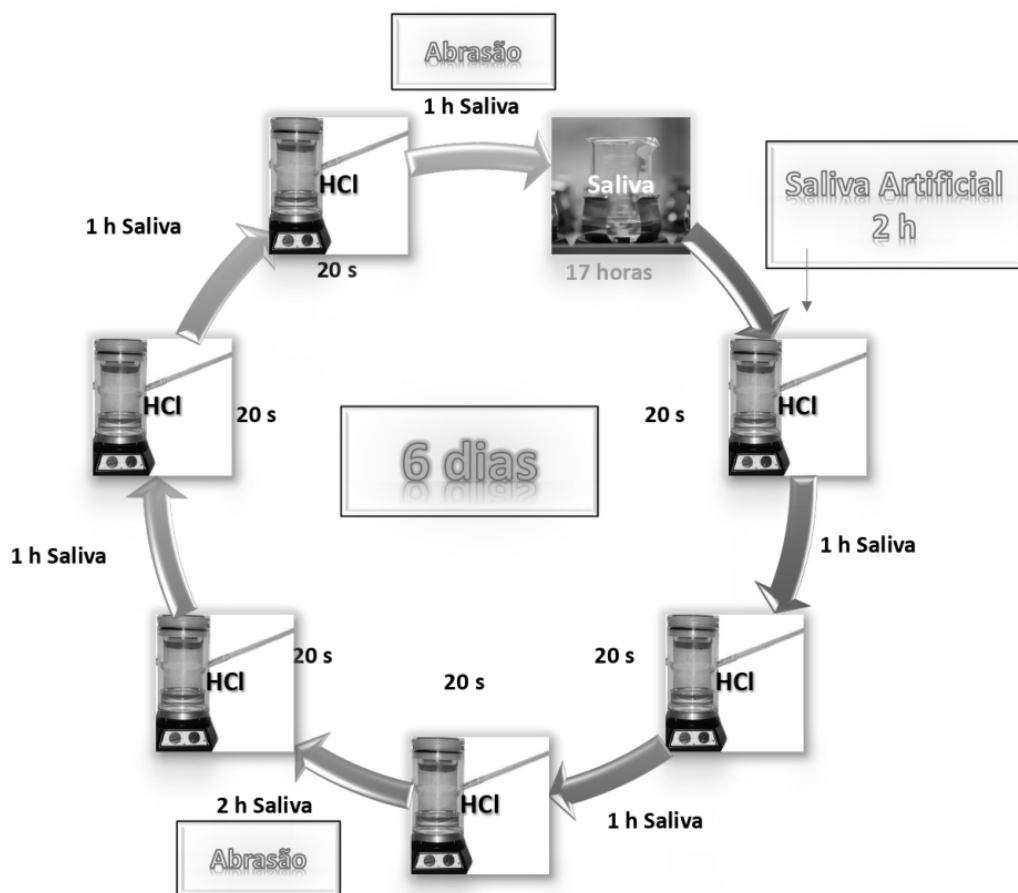 Abrasão
1 h Saliva
HCl
20 s
Saliva
17 horas
Saliva Artificial
2 h
HCl
20 s
1 h Saliva
HCl
20 s
1 h Saliva
HCl
20 s
2 h Saliva
Abrasão
HCl
20 s
1 h Saliva
HCl
20 s
1 h Saliva
6 dias